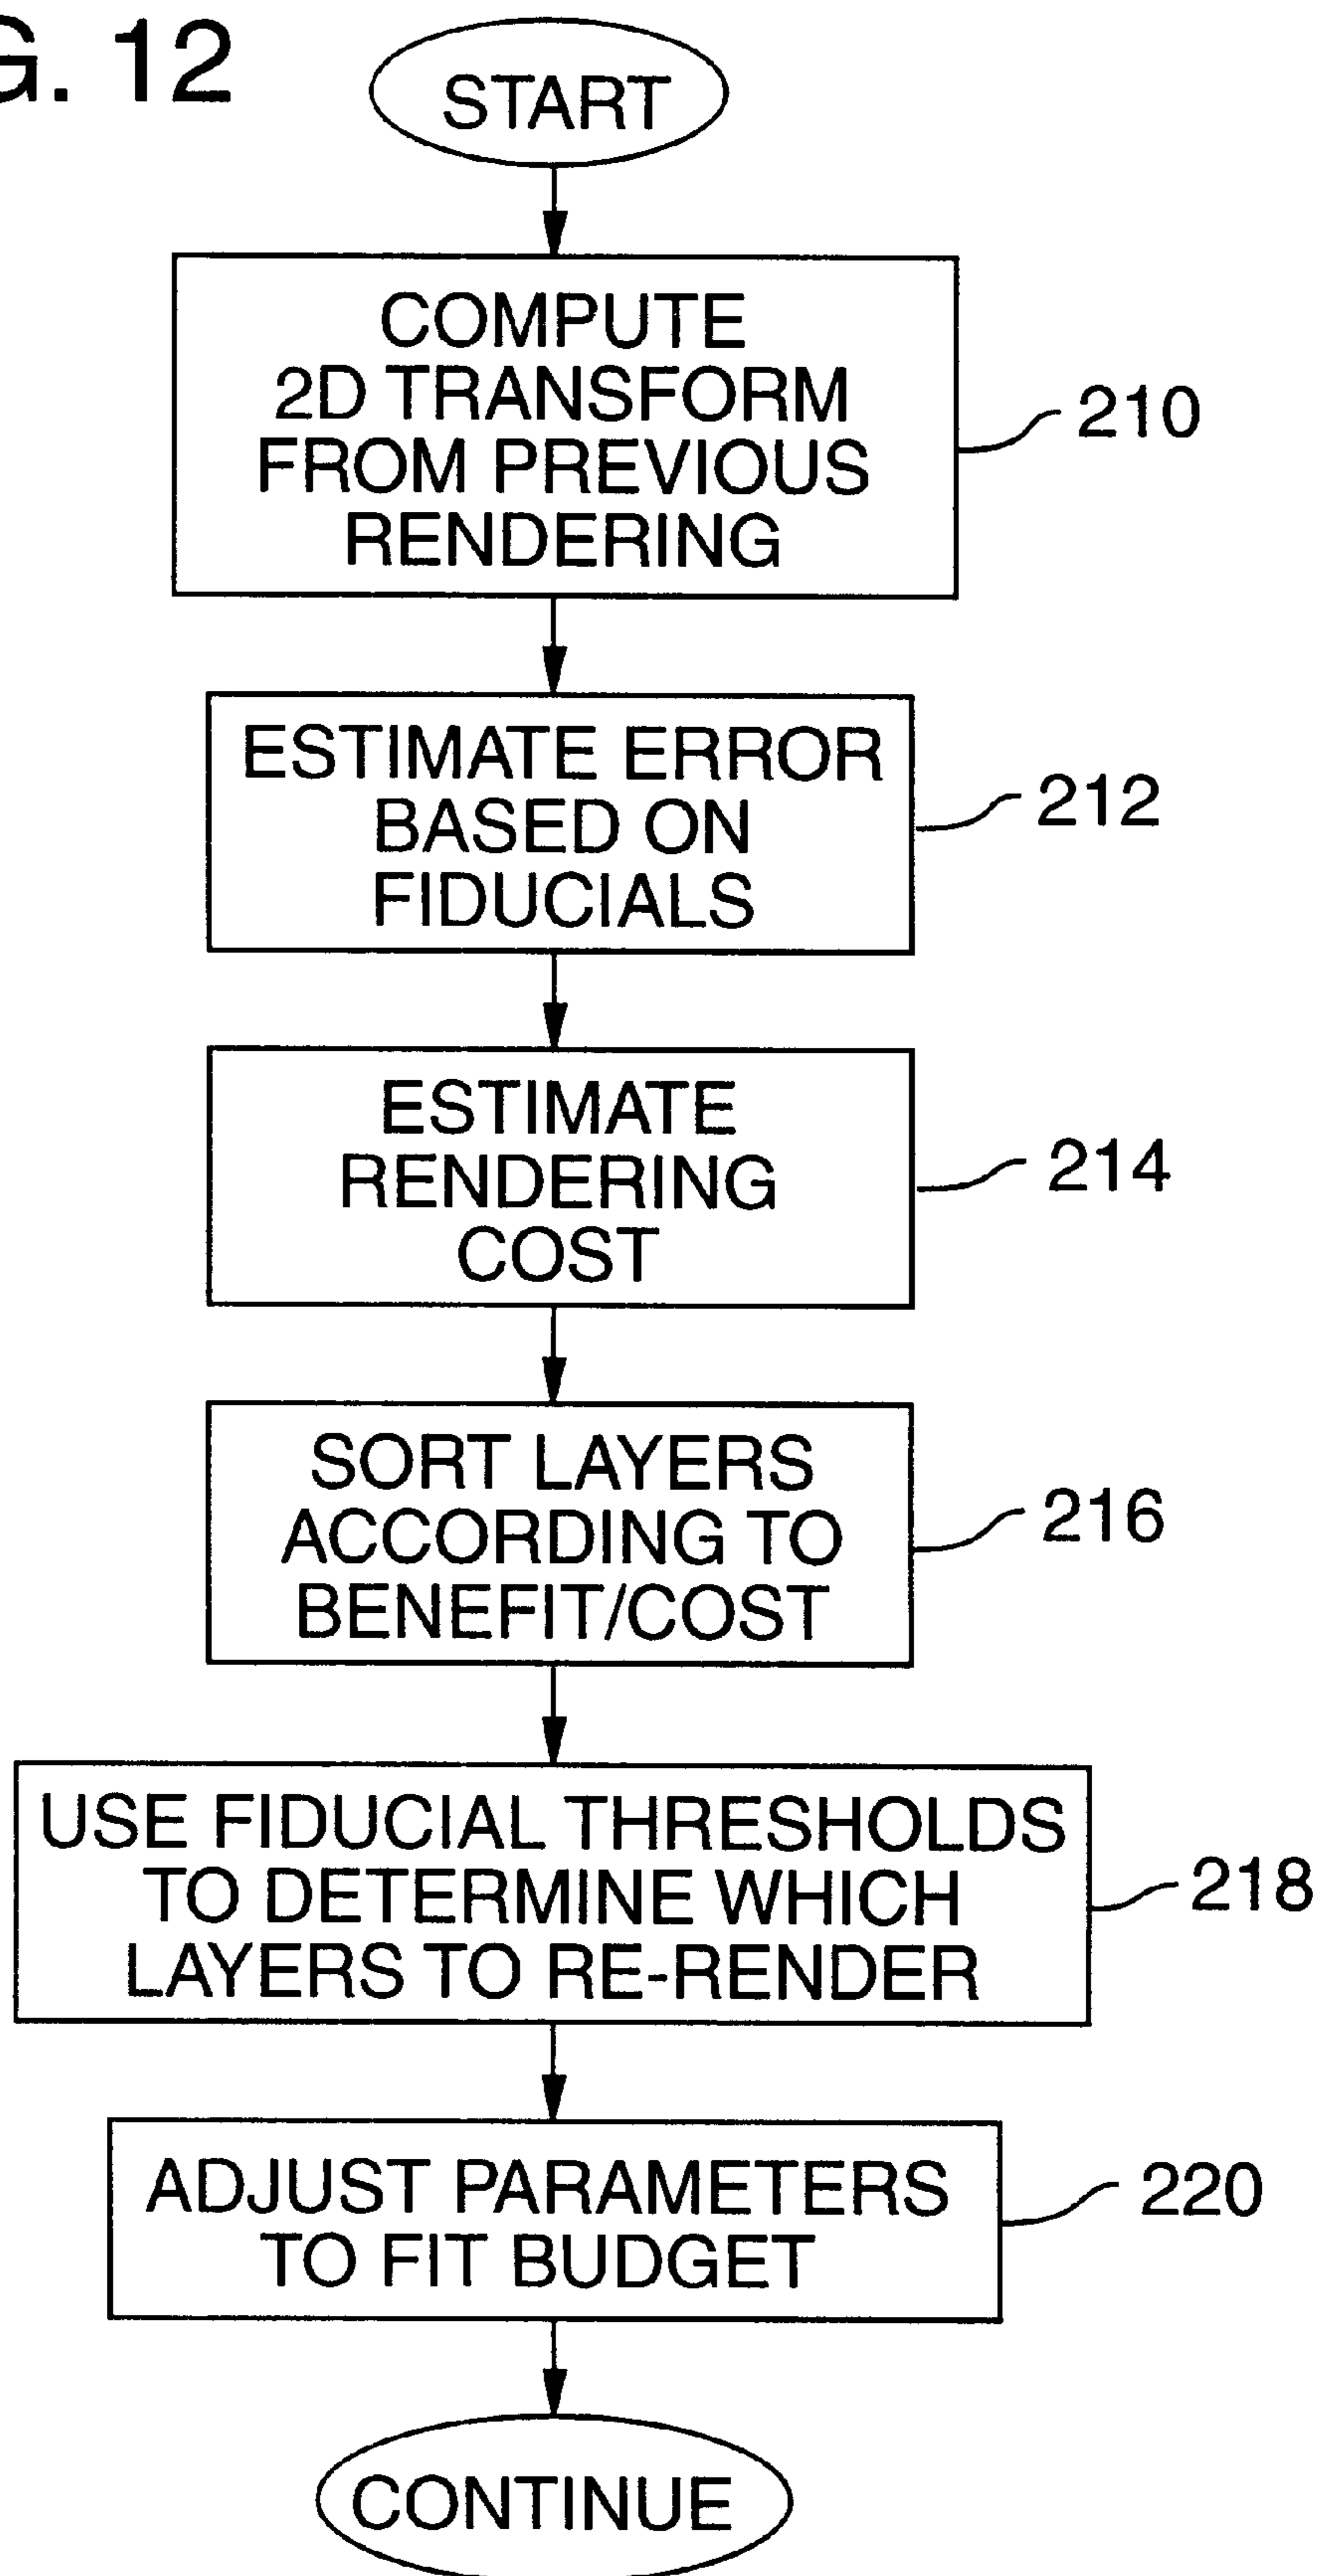 G. 12
START
COMPUTE
2D TRANSFORM
FROM PREVIOUS
RENDERING
210
ESTIMATE ERROR
BASED ON
FIDUCIALS
212
ESTIMATE
RENDERING
COST
214
SORT LAYERS
ACCORDING TO
BENEFIT/COST
216
USE FIDUCIAL THRESHOLDS
TO DETERMINE WHICH
LAYERS TO RE-RENDER
218
ADJUST PARAMETERS
TO FIT BUDGET
220
CONTINUE